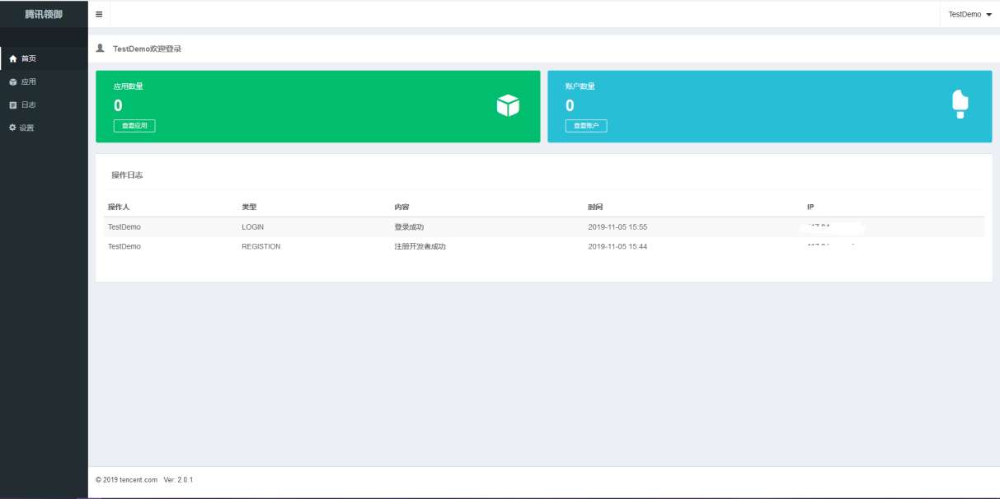 腾讯领御
TestDemo
TestDemo欢迎登录
首页
应用
日志
设置
应用数量
0
查看应用
账户数量
0
查看账户
操作日志
操作人 类型 内容 时间 IP
TestDemo LOGIN 登录成功 2019-11-05 15:55
TestDemo REGISTION 注册开发者成功 2019-11-05 15:44
© 2019 tencent.com Ver: 2.0.1